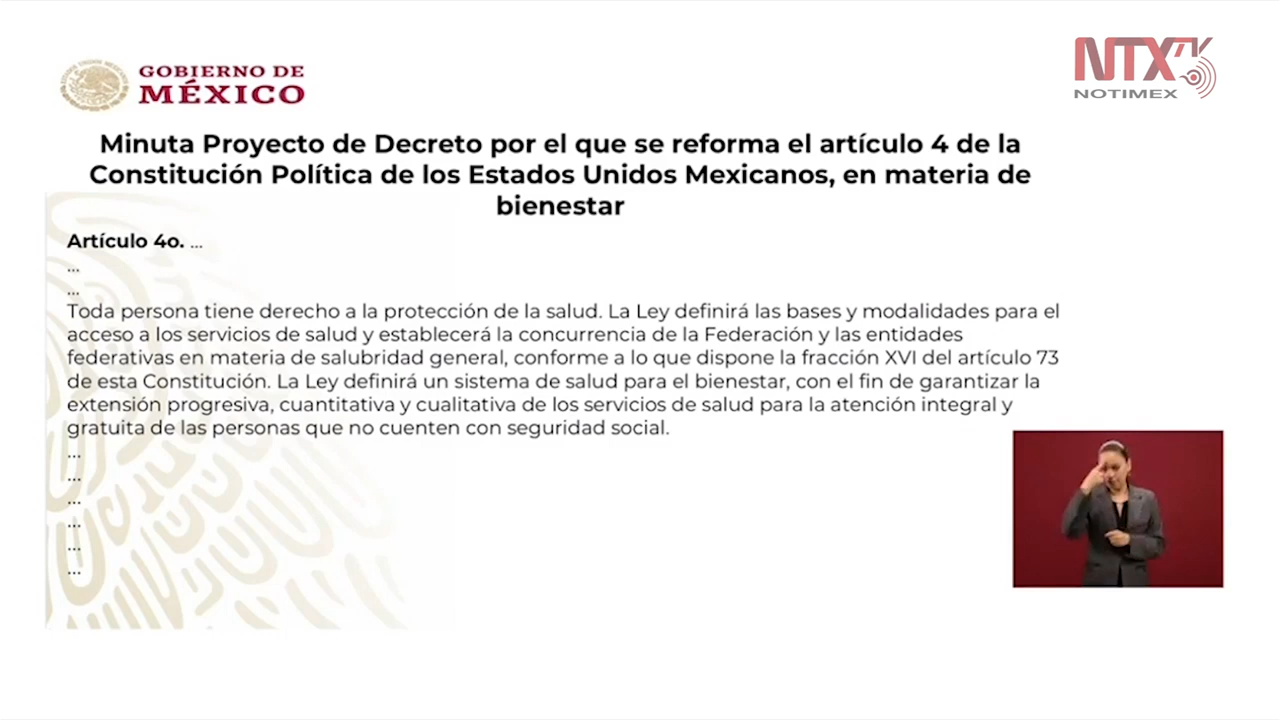 GOBIERNO DE
MÉXICO
NTX TV
NOTIMEX
Minuta Proyecto de Decreto por el que se reforma el artículo 4 de la
Constitución Política de los Estados Unidos Mexicanos, en materia de
bienestar
Artículo 4o. ...
...
...
Toda persona tiene derecho a la protección de la salud. La Ley definirá las bases y modalidades para el
acceso a los servicios de salud y establecerá la concurrencia de la Federación y las entidades
federativas en materia de salubridad general, conforme a lo que dispone la fracción XVI del artículo 73
de esta Constitución. La Ley definirá un sistema de salud para el bienestar, con el fin de garantizar la
extensión progresiva, cuantitativa y cualitativa de los servicios de salud para la atención integral y
gratuita de las personas que no cuenten con seguridad social.
...
...
...
...
...
...